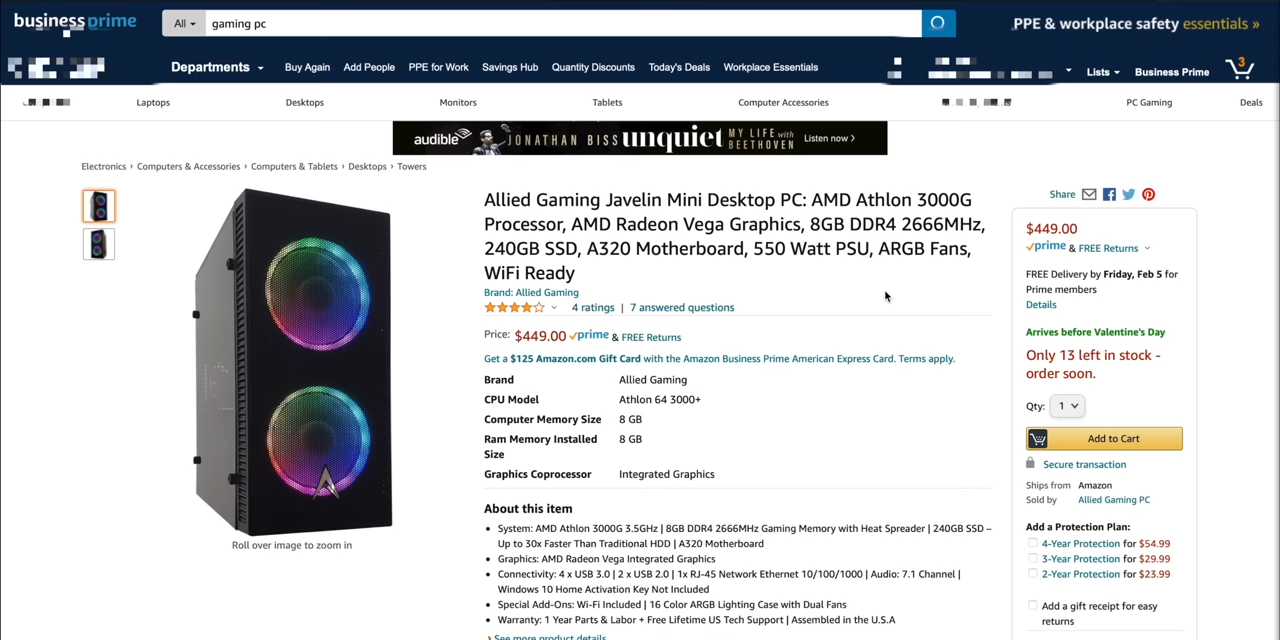 business prime
All
gaming pc
PPE & workplace safety essentials »
Departments
Buy Again
Add People
PPE for Work
Savings Hub
Quantity Discounts
Today's Deals
Workplace Essentials
Lists
Business Prime
3
Laptops
Desktops
Monitors
Tablets
Computer Accessories
PC Gaming
Deals
audible
JONATHAN BISS
unquiet
MY LIFE with
BEETHOVEN
Listen now ›
Electronics › Computers & Accessories › Computers & Tablets › Desktops › Towers
Roll over image to zoom in
Allied Gaming Javelin Mini Desktop PC: AMD Athlon 3000G
Processor, AMD Radeon Vega Graphics, 8GB DDR4 2666MHz,
240GB SSD, A320 Motherboard, 550 Watt PSU, ARGB Fans,
WiFi Ready
Brand: Allied Gaming
4 ratings | 7 answered questions
Price: $449.00 prime & FREE Returns
Get a $125 Amazon.com Gift Card with the Amazon Business Prime American Express Card. Terms apply.
Brand Allied Gaming
CPU Model Athlon 64 3000+
Computer Memory Size 8 GB
Ram Memory Installed 8 GB
Size
Graphics Coprocessor Integrated Graphics
About this item
• System: AMD Athlon 3000G 3.5GHz | 8GB DDR4 2666MHz Gaming Memory with Heat Spreader | 240GB SSD –
Up to 30x Faster Than Traditional HDD | A320 Motherboard
• Graphics: AMD Radeon Vega Integrated Graphics
• Connectivity: 4 x USB 3.0 | 2 x USB 2.0 | 1x RJ-45 Network Ethernet 10/100/1000 | Audio: 7.1 Channel |
Windows 10 Home Activation Key Not Included
• Special Add-Ons: Wi-Fi Included | 16 Color ARGB Lighting Case with Dual Fans
• Warranty: 1 Year Parts & Labor + Free Lifetime US Tech Support | Assembled in the U.S.A
› See more product details
Share
$449.00
prime & FREE Returns
FREE Delivery by Friday, Feb 5 for
Prime members
Details
Arrives before Valentine's Day
Only 13 left in stock -
order soon.
Qty: 1
Add to Cart
Secure transaction
Ships from Amazon
Sold by Allied Gaming PC
Add a Protection Plan:
4-Year Protection for $54.99
3-Year Protection for $29.99
2-Year Protection for $23.99
Add a gift receipt for easy
returns